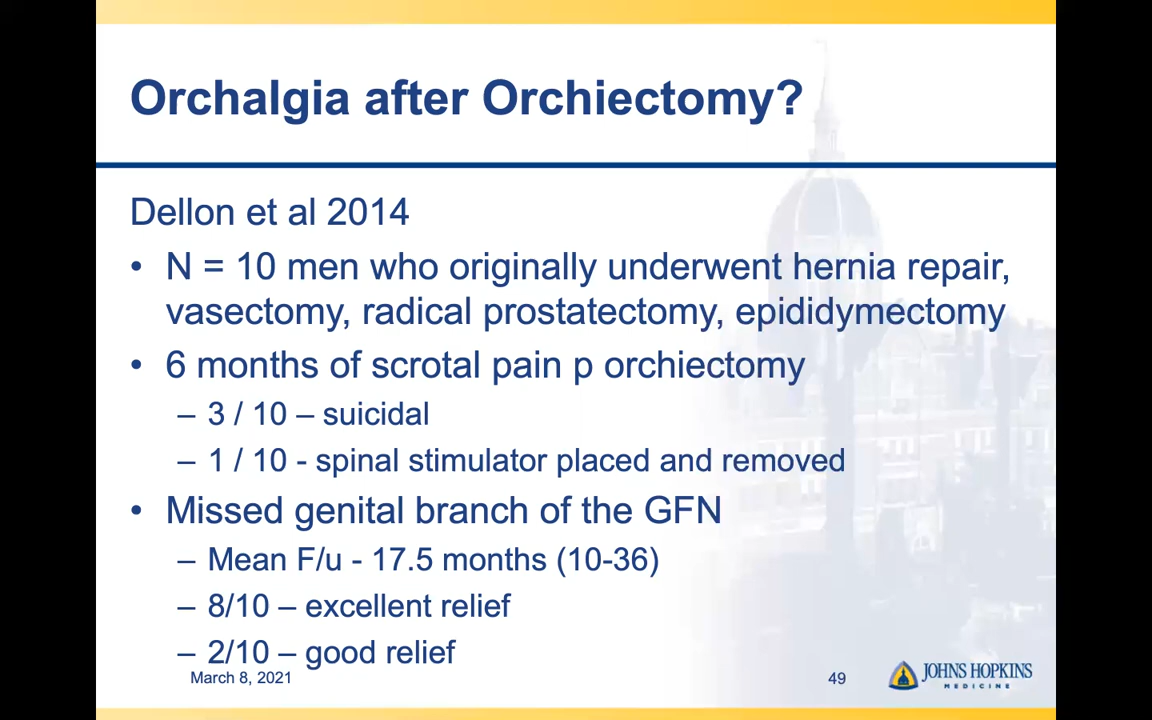 Orchalgia after Orchiectomy?
Dellon et al 2014
• N = 10 men who originally underwent hernia repair,
vasectomy, radical prostatectomy, epididymectomy
• 6 months of scrotal pain p orchiectomy
– 3 / 10 – suicidal
– 1 / 10 - spinal stimulator placed and removed
• Missed genital branch of the GFN
– Mean F/u - 17.5 months (10-36)
– 8/10 – excellent relief
– 2/10 – good relief
March 8, 2021
49
JOHNS HOPKINS
MEDICINE